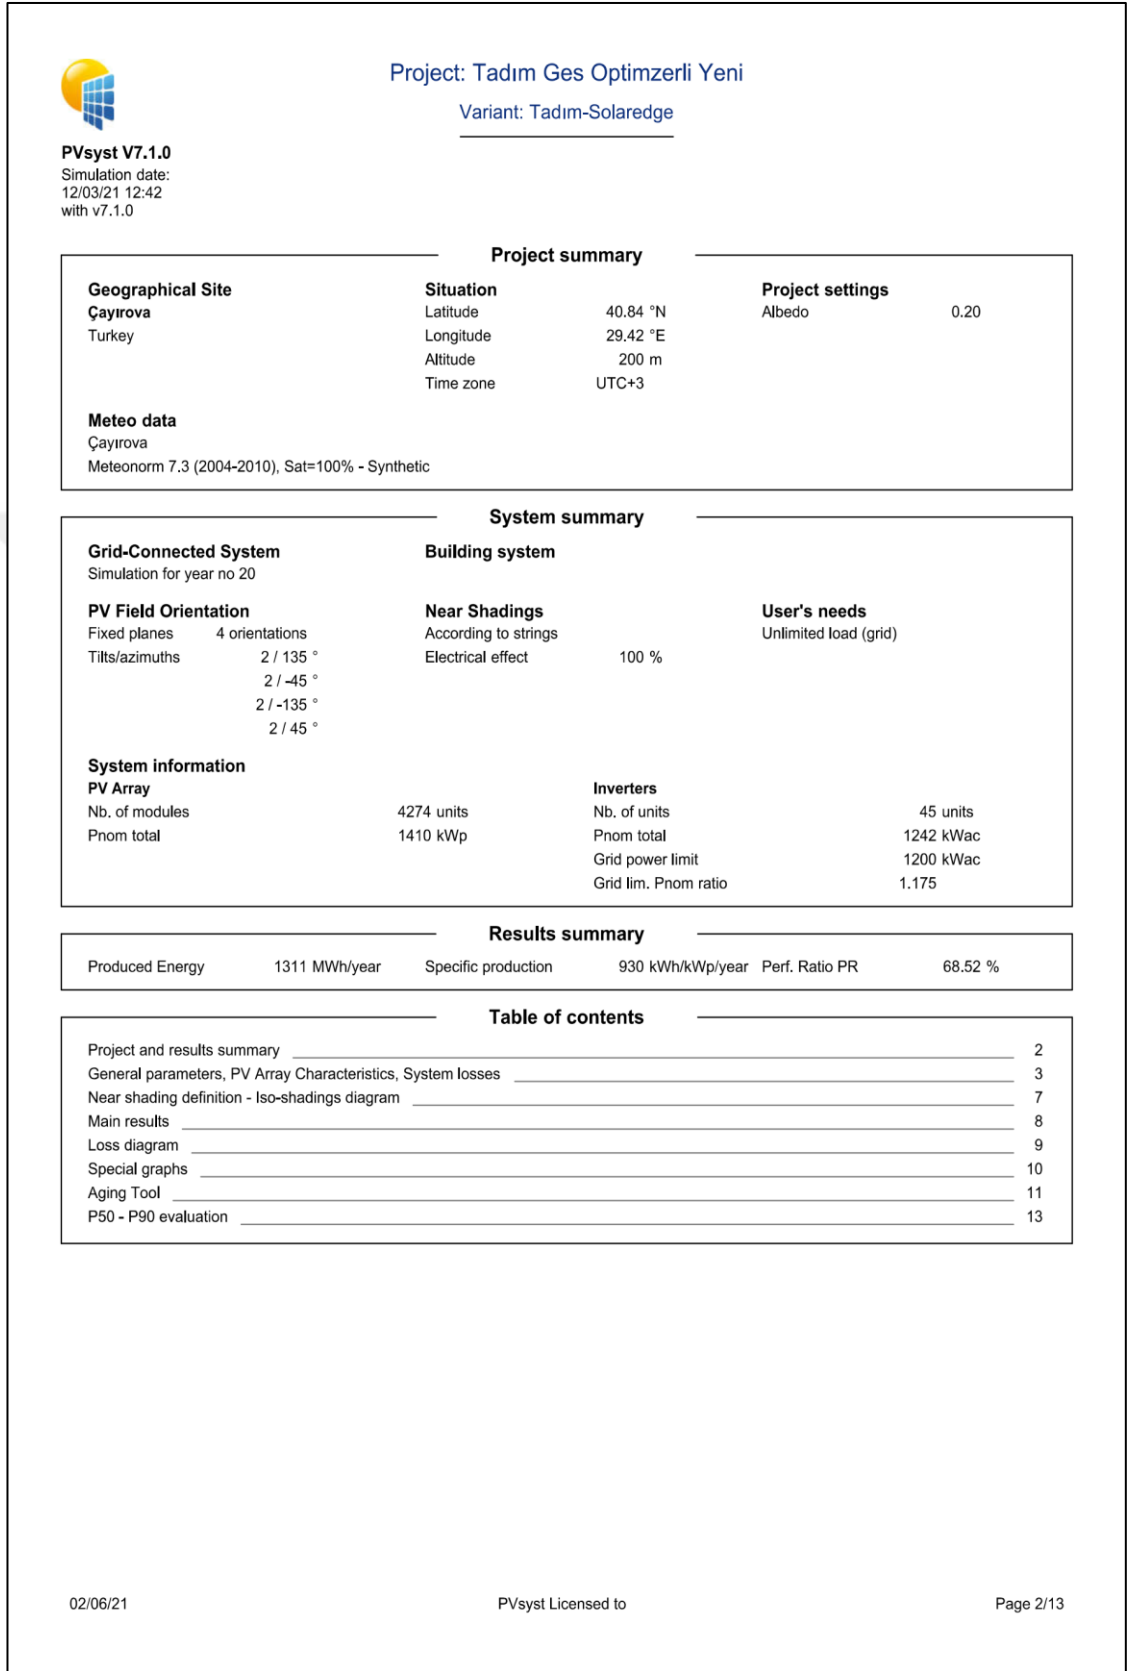 Project: Tadım Ges Optimzerli Yeni
Variant: Tadım-Solaredge
PVsyst V7.1.0
Simulation date:
12/03/21 12:42
with v7.1.0
Project summary
Geographical Site Situation Project settings
Çayırova Latitude 40.84 °N Albedo 0.20
Turkey Longitude 29.42 °E
Altitude 200 m
Time zone UTC+3
Meteo data
Çayırova
Meteonorm 7.3 (2004-2010), Sat=100% - Synthetic
System summary
Grid-Connected System Building system
Simulation for year no 20
PV Field Orientation Near Shadings User's needs
Fixed planes 4 orientations According to strings Unlimited load (grid)
Tilts/azimuths 2 / 135 ° Electrical effect 100 %
2 / -45 °
2 / -135 °
2 / 45 °
System information
PV Array Inverters
Nb. of modules 4274 units Nb. of units 45 units
Pnom total 1410 kWp Pnom total 1242 kWac
Grid power limit 1200 kWac
Grid lim. Pnom ratio 1.175
Results summary
Produced Energy 1311 MWh/year Specific production 930 kWh/kWp/year Perf. Ratio PR 68.52 %
Table of contents
Project and results summary 2
General parameters, PV Array Characteristics, System losses 3
Near shading definition - Iso-shadings diagram 7
Main results 8
Loss diagram 9
Special graphs 10
Aging Tool 11
P50 - P90 evaluation 13
02/06/21 PVsyst Licensed to Page 2/13